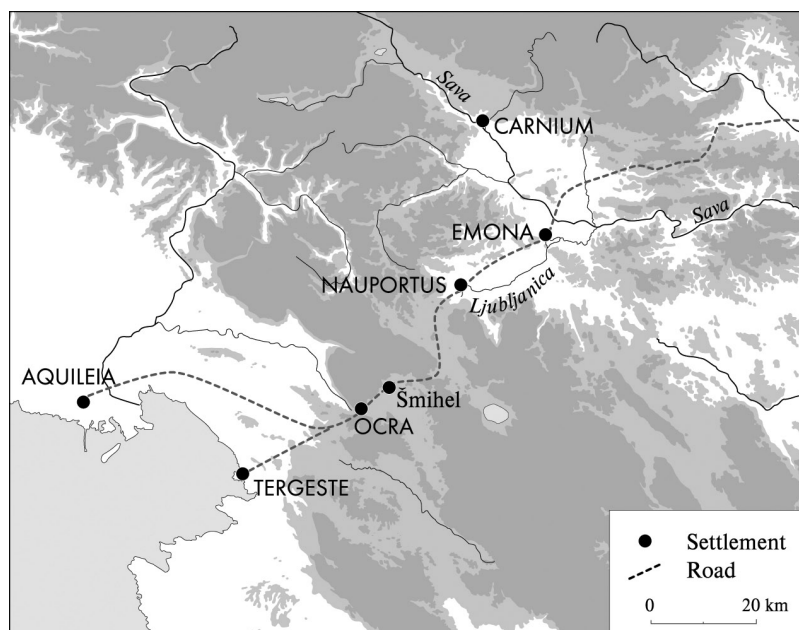 Sava
CARNIUM
Sava
EMONA
NAUPORTUS
Ljubljanica
AQUILEIA
Šmihel
OCRA
TERGESTE
Settlement
Road
0 20 km